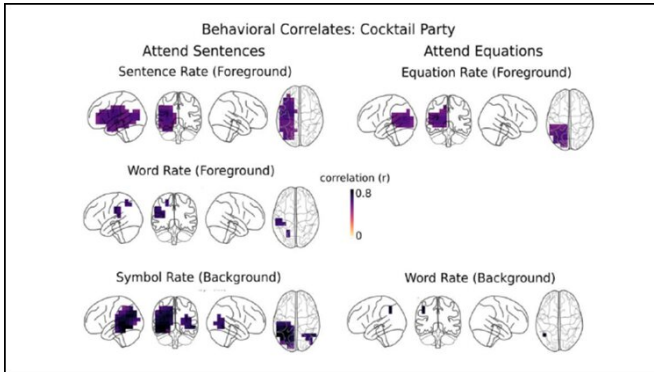 Behavioral Correlates: Cocktail Party
Attend Sentences
Attend Equations
Sentence Rate (Foreground)
Equation Rate (Foreground)
Word Rate (Foreground)
correlation (r)
0.8
0
Symbol Rate (Background)
Word Rate (Background)